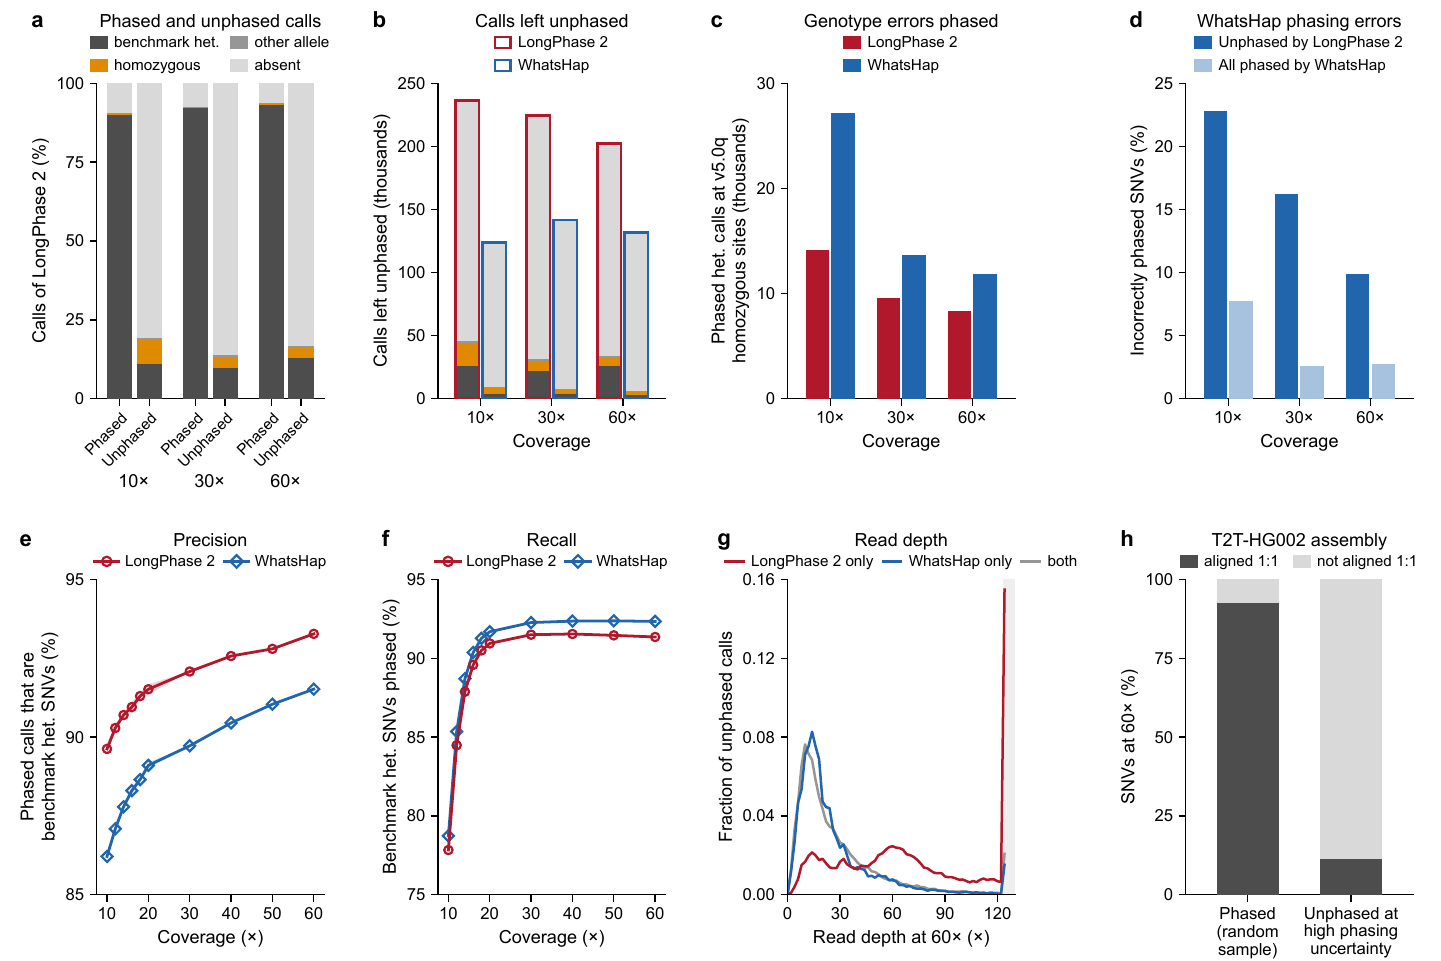 a Phased and unphased calls
benchmark het. other allele
homozygous absent
Calls of LongPhase 2 (%)
100
75
50
25
0
Phased Unphased Phased Unphased Phased Unphased
10× 30× 60×
b Calls left unphased
LongPhase 2
WhatsHap
Calls left unphased (thousands)
250
200
150
100
50
0
10× 30× 60×
Coverage
c Genotype errors phased
LongPhase 2
WhatsHap
Phased het. calls at v5.0q
homozygous sites (thousands)
30
20
10
0
10× 30× 60×
Coverage
d WhatsHap phasing errors
Unphased by LongPhase 2
All phased by WhatsHap
Incorrectly phased SNVs (%)
25
20
15
10
5
0
10× 30× 60×
Coverage
e Precision
LongPhase 2 WhatsHap
Phased calls that are
benchmark het. SNVs (%)
95
90
85
10 20 30 40 50 60
Coverage (×)
f Recall
LongPhase 2 WhatsHap
Benchmark het. SNVs phased (%)
95
90
85
80
75
10 20 30 40 50 60
Coverage (×)
g Read depth
LongPhase 2 only WhatsHap only both
Fraction of unphased calls
0.16
0.12
0.08
0.04
0.00
0 30 60 90 120
Read depth at 60× (×)
h T2T-HG002 assembly
aligned 1:1 not aligned 1:1
SNVs at 60× (%)
100
75
50
25
0
Phased
(random
sample)
Unphased at
high phasing
uncertainty